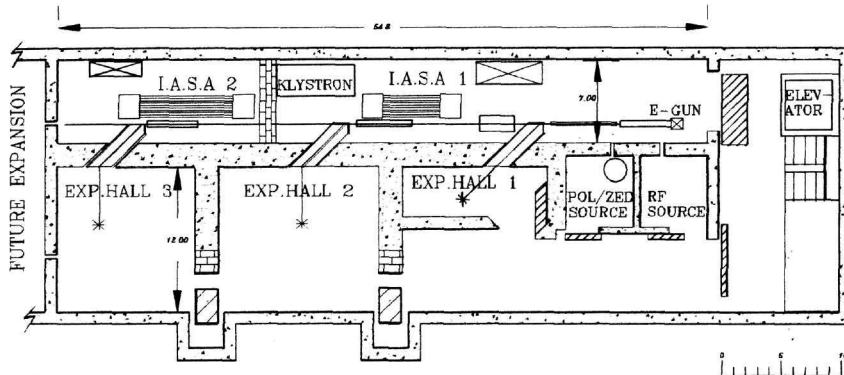 54.8
I.A.S.A 2
KLYSTRON
I.A.S.A 1
7.00
E-GUN
ELEV-
ATOR
FUTURE EXPANSION
EXP.HALL 3
EXP.HALL 2
EXP.HALL 1
POL/ZED
SOURCE
RF
SOURCE
12.00
0 5 10